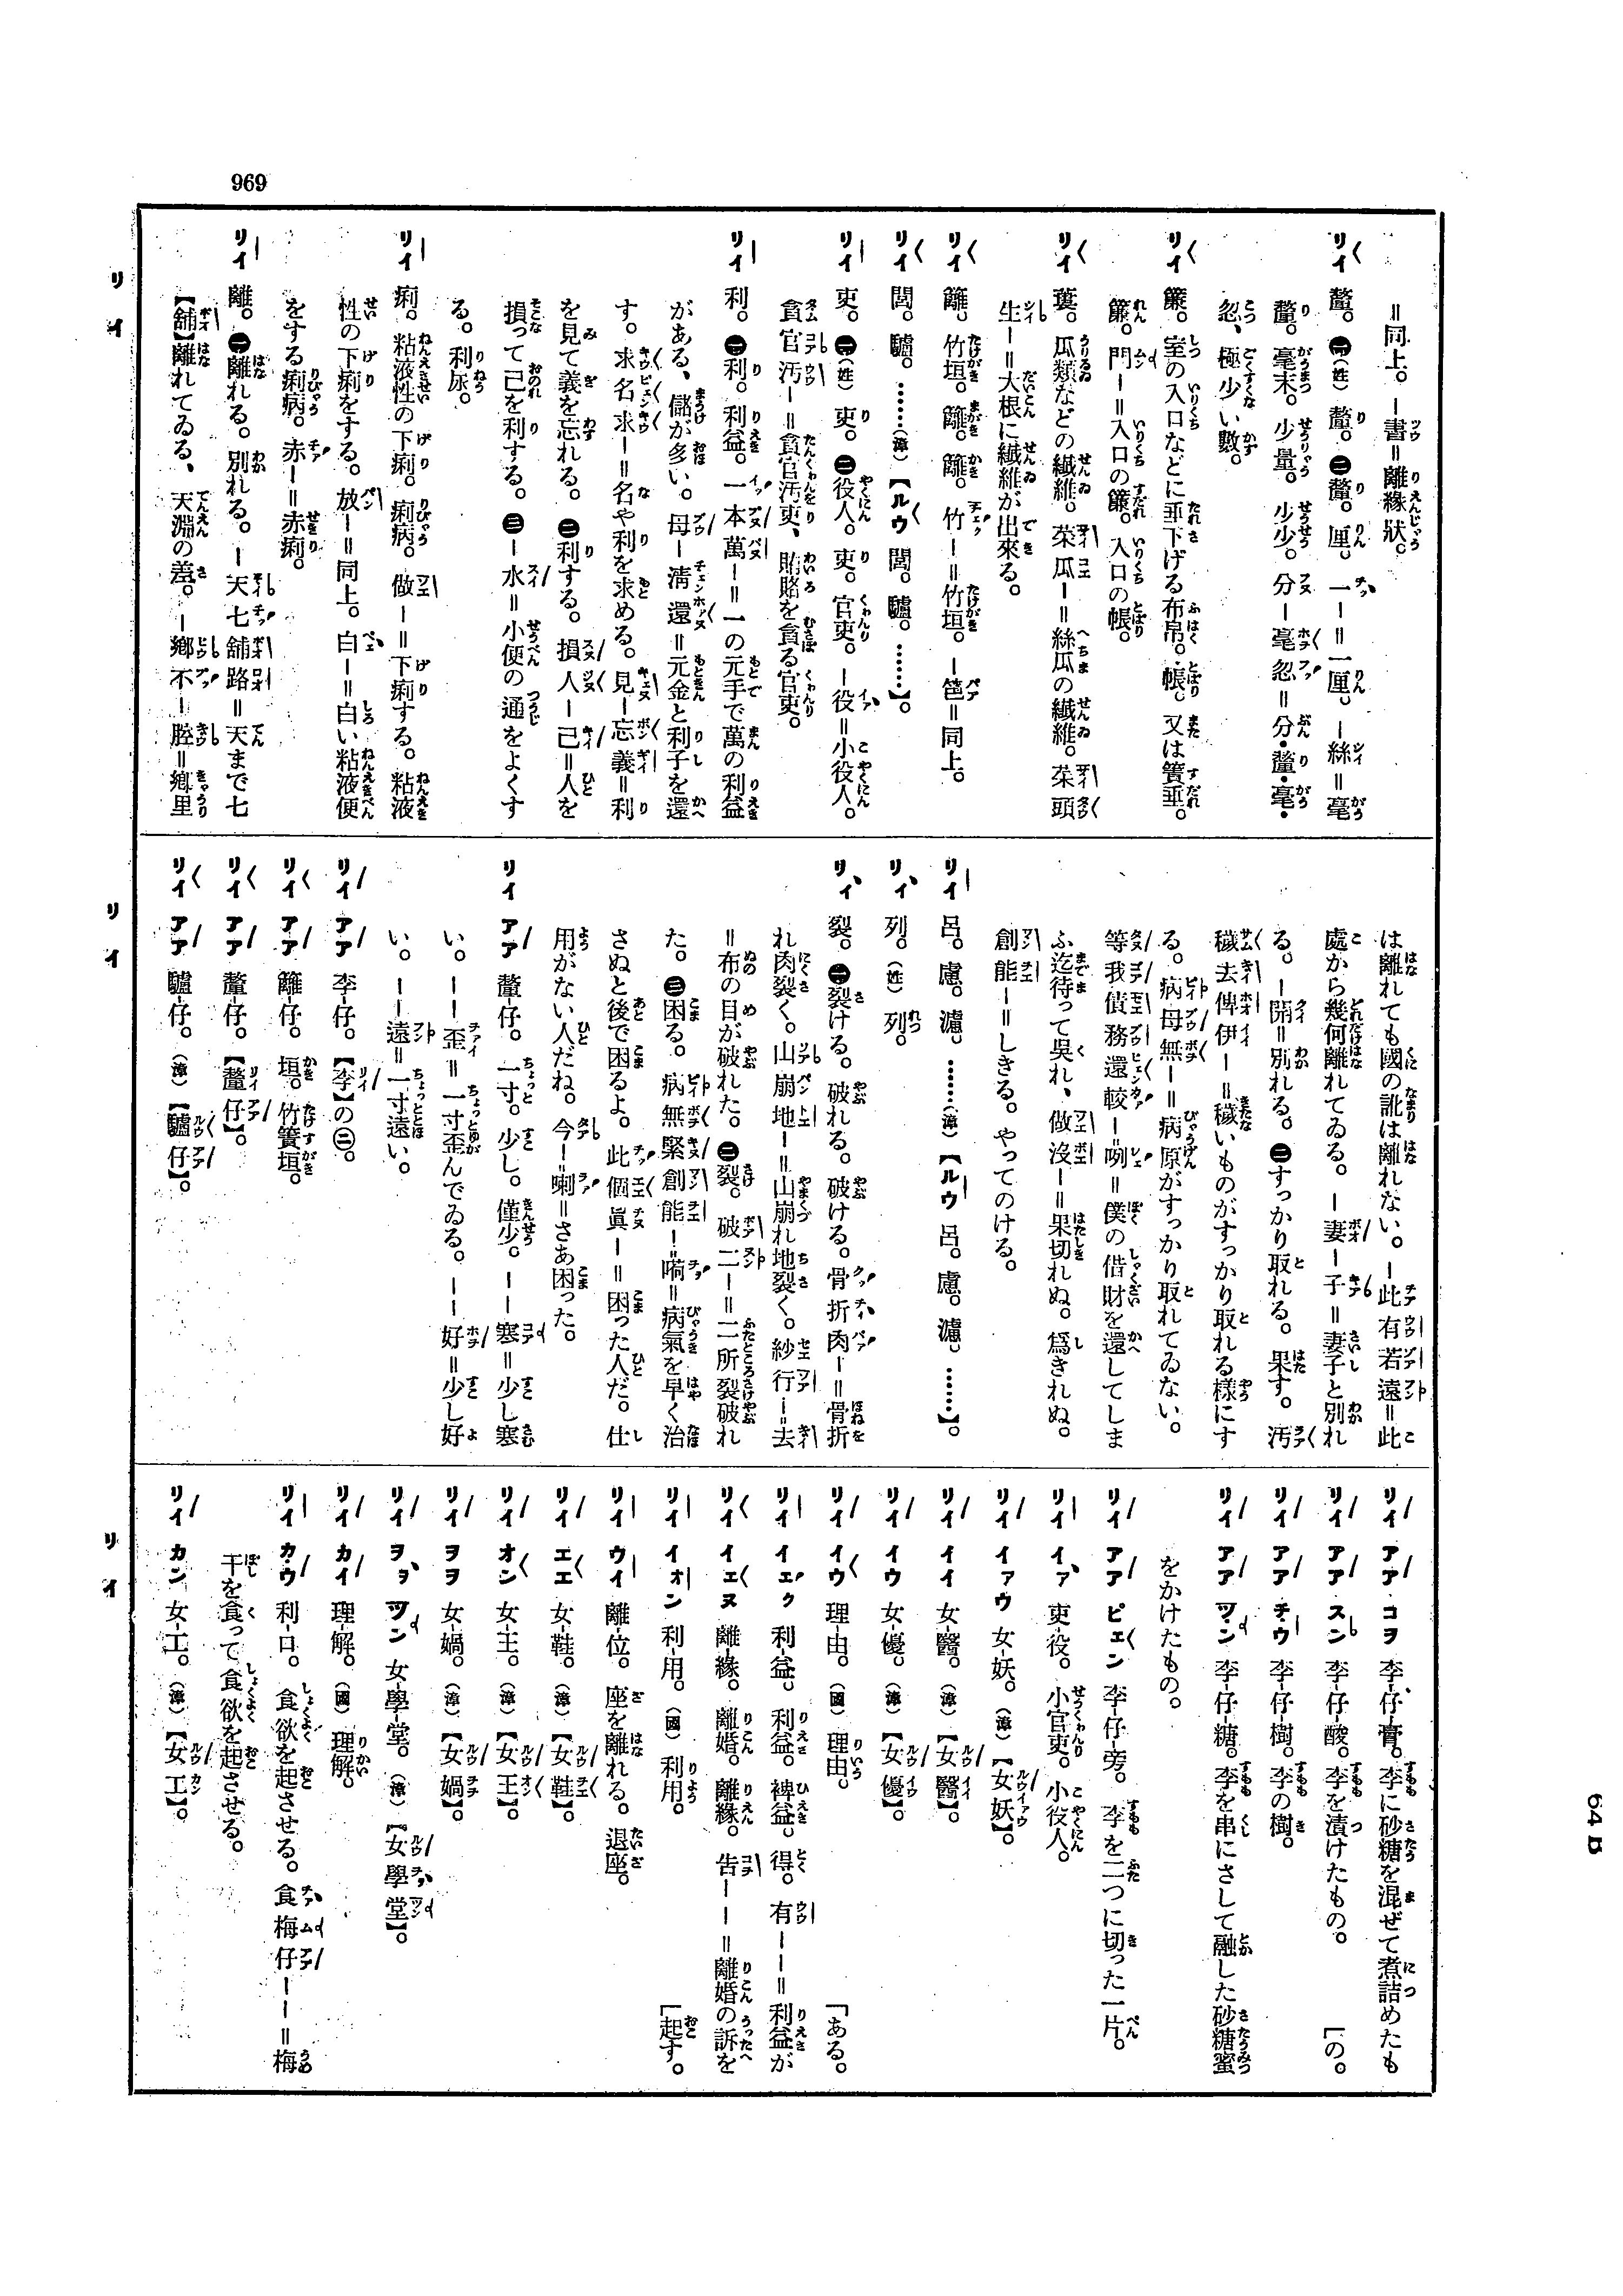 969
＝同上。ー書＝離緣狀。
リイ 釐。㊀（姓）釐。㊁釐。厘。一ー＝一厘。ー絲＝毫
釐。毫末。少量。少少。分ー毫忽＝分・釐・毫・
忽、極少い數。
リイ 簾。室の入口などに垂下げる布帛。帳。又は簀垂。
簾。門ー＝入口の簾。入口の帳。
リイ 蔞。瓜類などの纎維。菜瓜ー＝絲瓜の纎維。菜頭
生ー＝大根に纎維が出來る。
リイ 籬。竹垣。籬。籬。竹ー＝竹垣。ー笆＝同上。
リイ 閭。驢。……（漳）【ルウ 閭。驢。……】。
リイ 吏。㊀（姓）吏。㊁役人。吏。官吏。ー役＝小役人。
貪官汚ー＝貪官汚吏、賄賂を貪る官吏。
リイ 利。㊀利。利益。一本萬ー＝一の元手で萬の利益
がある、儲が多い。母ー淸還＝元金と利子を還
す。求名求ー＝名や利を求める。見ー忘義＝利
を見て義を忘れる。㊁利する。損人ー己＝人を
損って己を利する。㊂ー水＝小便の通をよくす
る。利尿。
リイ 痢。粘液性の下痢。痢病。做ー＝下痢する。粘液
性の下痢をする。放ー＝同上。白ー＝白い粘液便
をする痢病。赤ー＝赤痢。
リイ 離。㊀離れる。別れる。ー天七舖路＝天まで七
【舖】離れてゐる、天淵の差。ー鄕不ー腔＝鄕里
は離れても國の訛は離れない。ー此有若遠＝此
處から幾何離れてゐる。ー妻ー子＝妻子と別れ
る。ー開＝別れる。㊁すっかり取れる。果す。汚
穢去俾伊ー＝穢いものがすっかり取れる樣にす
る。病母無ー＝病原がすっかり取れてゐない。
等我債務還較ー咧＝僕の借財を還してしま
ふ迄待って吳れ、做沒ー＝果切れぬ。爲きれぬ。
創能ー＝しきる。やってのける。
リイ 呂。慮。濾。……（漳）【ルウ 呂。慮。濾。……】。
リィ 列。（姓）列。
リィ 裂。㊀裂ける。破れる。破ける。骨折肉ー＝骨折
れ肉裂く。山崩地ー＝山崩れ地裂く。紗行ー＝去
＝布の目が破れた。㊁裂。破二ー＝二所裂破れ
た。㊂困る。病無緊創能ー＝喃＝病氣を早く治
さぬと後で困るよ。此個眞ー＝困った人だ。仕
用がない人だね。今ー喇＝さあ困った。
リイ アア 釐-仔。一寸。少し。僅少。ーー寒＝少し寒
い。ーー歪＝一寸歪んでゐる。ーー好＝少し好
い。ーー遠＝一寸遠い。
リイ アア 李-仔。【李】の㊁。
リイ アア 籬-仔。垣。竹簀垣。
リイ アア 釐-仔。【釐仔】。
リイ アア 驢-仔。（漳）【驢仔】。
リイ アア コヲ 李-仔-膏。李に砂糖を混ぜて煮詰めたも
［の。
リイ アア スン 李-仔-酸。李を漬けたもの。
リイ アア チウ 李-仔-樹。李の樹。
リイ アア ツン 李-仔-糖。李を串にさして融した砂糖蜜
をかけたもの。
リイ アア ピェン 李-仔-旁。李を二つに切った一片。
リイ イァ 吏-役。小官吏。小役人。
リイ イァウ 女-妖。（漳）【女妖】。
リイ イイ 女-醫。（漳）【女醫】。
リイ イウ 女-優。（漳）【女優】。
リイ イウ 理-由。（國）理由。
［ある。
リイ イェク 利-益。利益。裨益。得。有ーー＝利益が
リイ イェヌ 離-緣。離婚。離緣。吿ーー＝離婚の訴を
［起す。
リイ イォン 利-用。（國）利用。
リイ ウイ 離-位。座を離れる。退座。
リイ エエ 女-鞋。（漳）【女鞋】。
リイ オン 女-王。（漳）【女王】。
リイ ヲヲ 女-媧。（漳）【女媧】。
リイ ヲヲ ツン 女-學-堂。（漳）【女學堂】。
リイ カイ 理-解。（國）理解。
リイ カウ 利-口。食欲を起させる。食梅仔ーー＝梅
干を食って食欲を起させる。
リイ カン 女-工。（漳）【女工】。
リイ
リイ
リイ
64 B